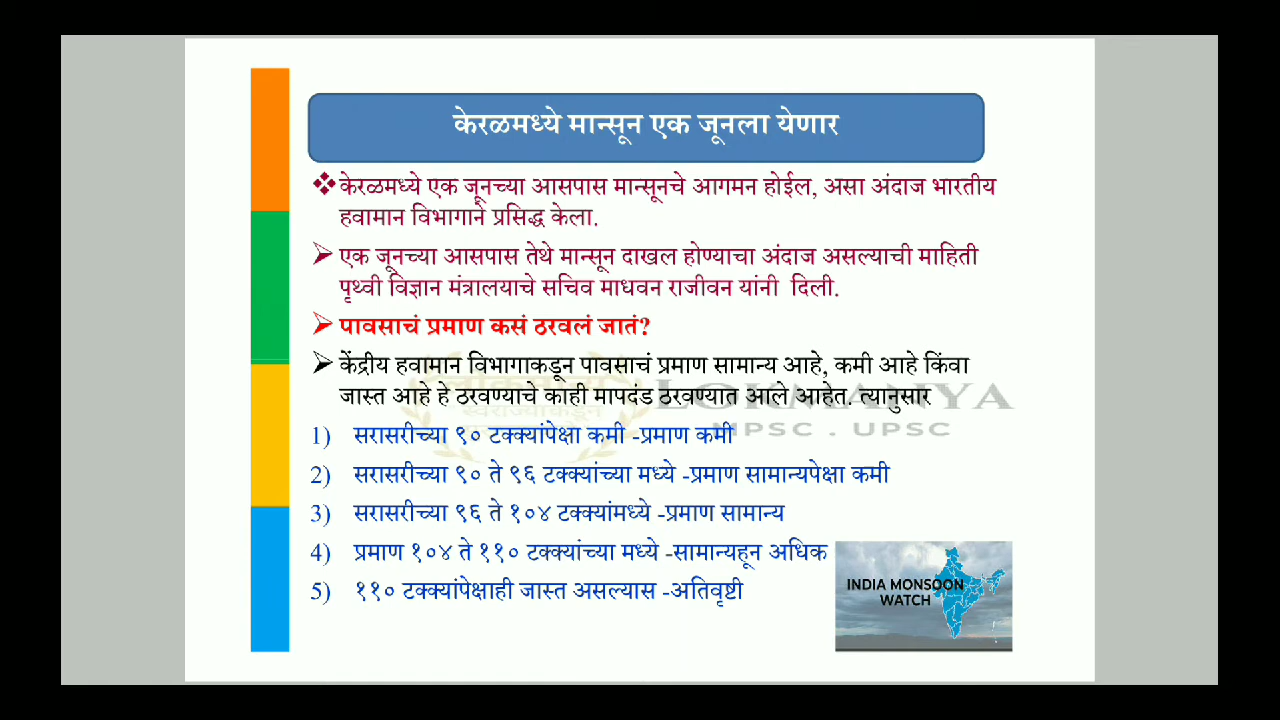 केरळमध्ये मान्सून एक जूनला येणार
❖ केरळमध्ये एक जूनच्या आसपास मान्सूनचे आगमन होईल, असा अंदाज भारतीय
हवामान विभागाने प्रसिद्ध केला.
➢ एक जूनच्या आसपास तेथे मान्सून दाखल होण्याचा अंदाज असल्याची माहिती
पृथ्वी विज्ञान मंत्रालयाचे सचिव माधवन राजीवन यांनी दिली.
➢ पावसाचं प्रमाण कसं ठरवलं जातं?
➢ केंद्रीय हवामान विभागाकडून पावसाचं प्रमाण सामान्य आहे, कमी आहे किंवा
जास्त आहे हे ठरवण्याचे काही मापदंड ठरवण्यात आले आहेत. त्यानुसार
लोकमान्य LOKMANYA
स्वराज्याकडून
MPSC . UPSC
1) सरासरीच्या ९० टक्क्यांपेक्षा कमी -प्रमाण कमी
2) सरासरीच्या ९० ते ९६ टक्क्यांच्या मध्ये -प्रमाण सामान्यपेक्षा कमी
3) सरासरीच्या ९६ ते १०४ टक्क्यांमध्ये -प्रमाण सामान्य
4) प्रमाण १०४ ते ११० टक्क्यांच्या मध्ये -सामान्यहून अधिक
5) ११० टक्क्यांपेक्षाही जास्त असल्यास -अतिवृष्टी
INDIA MONSOON
WATCH